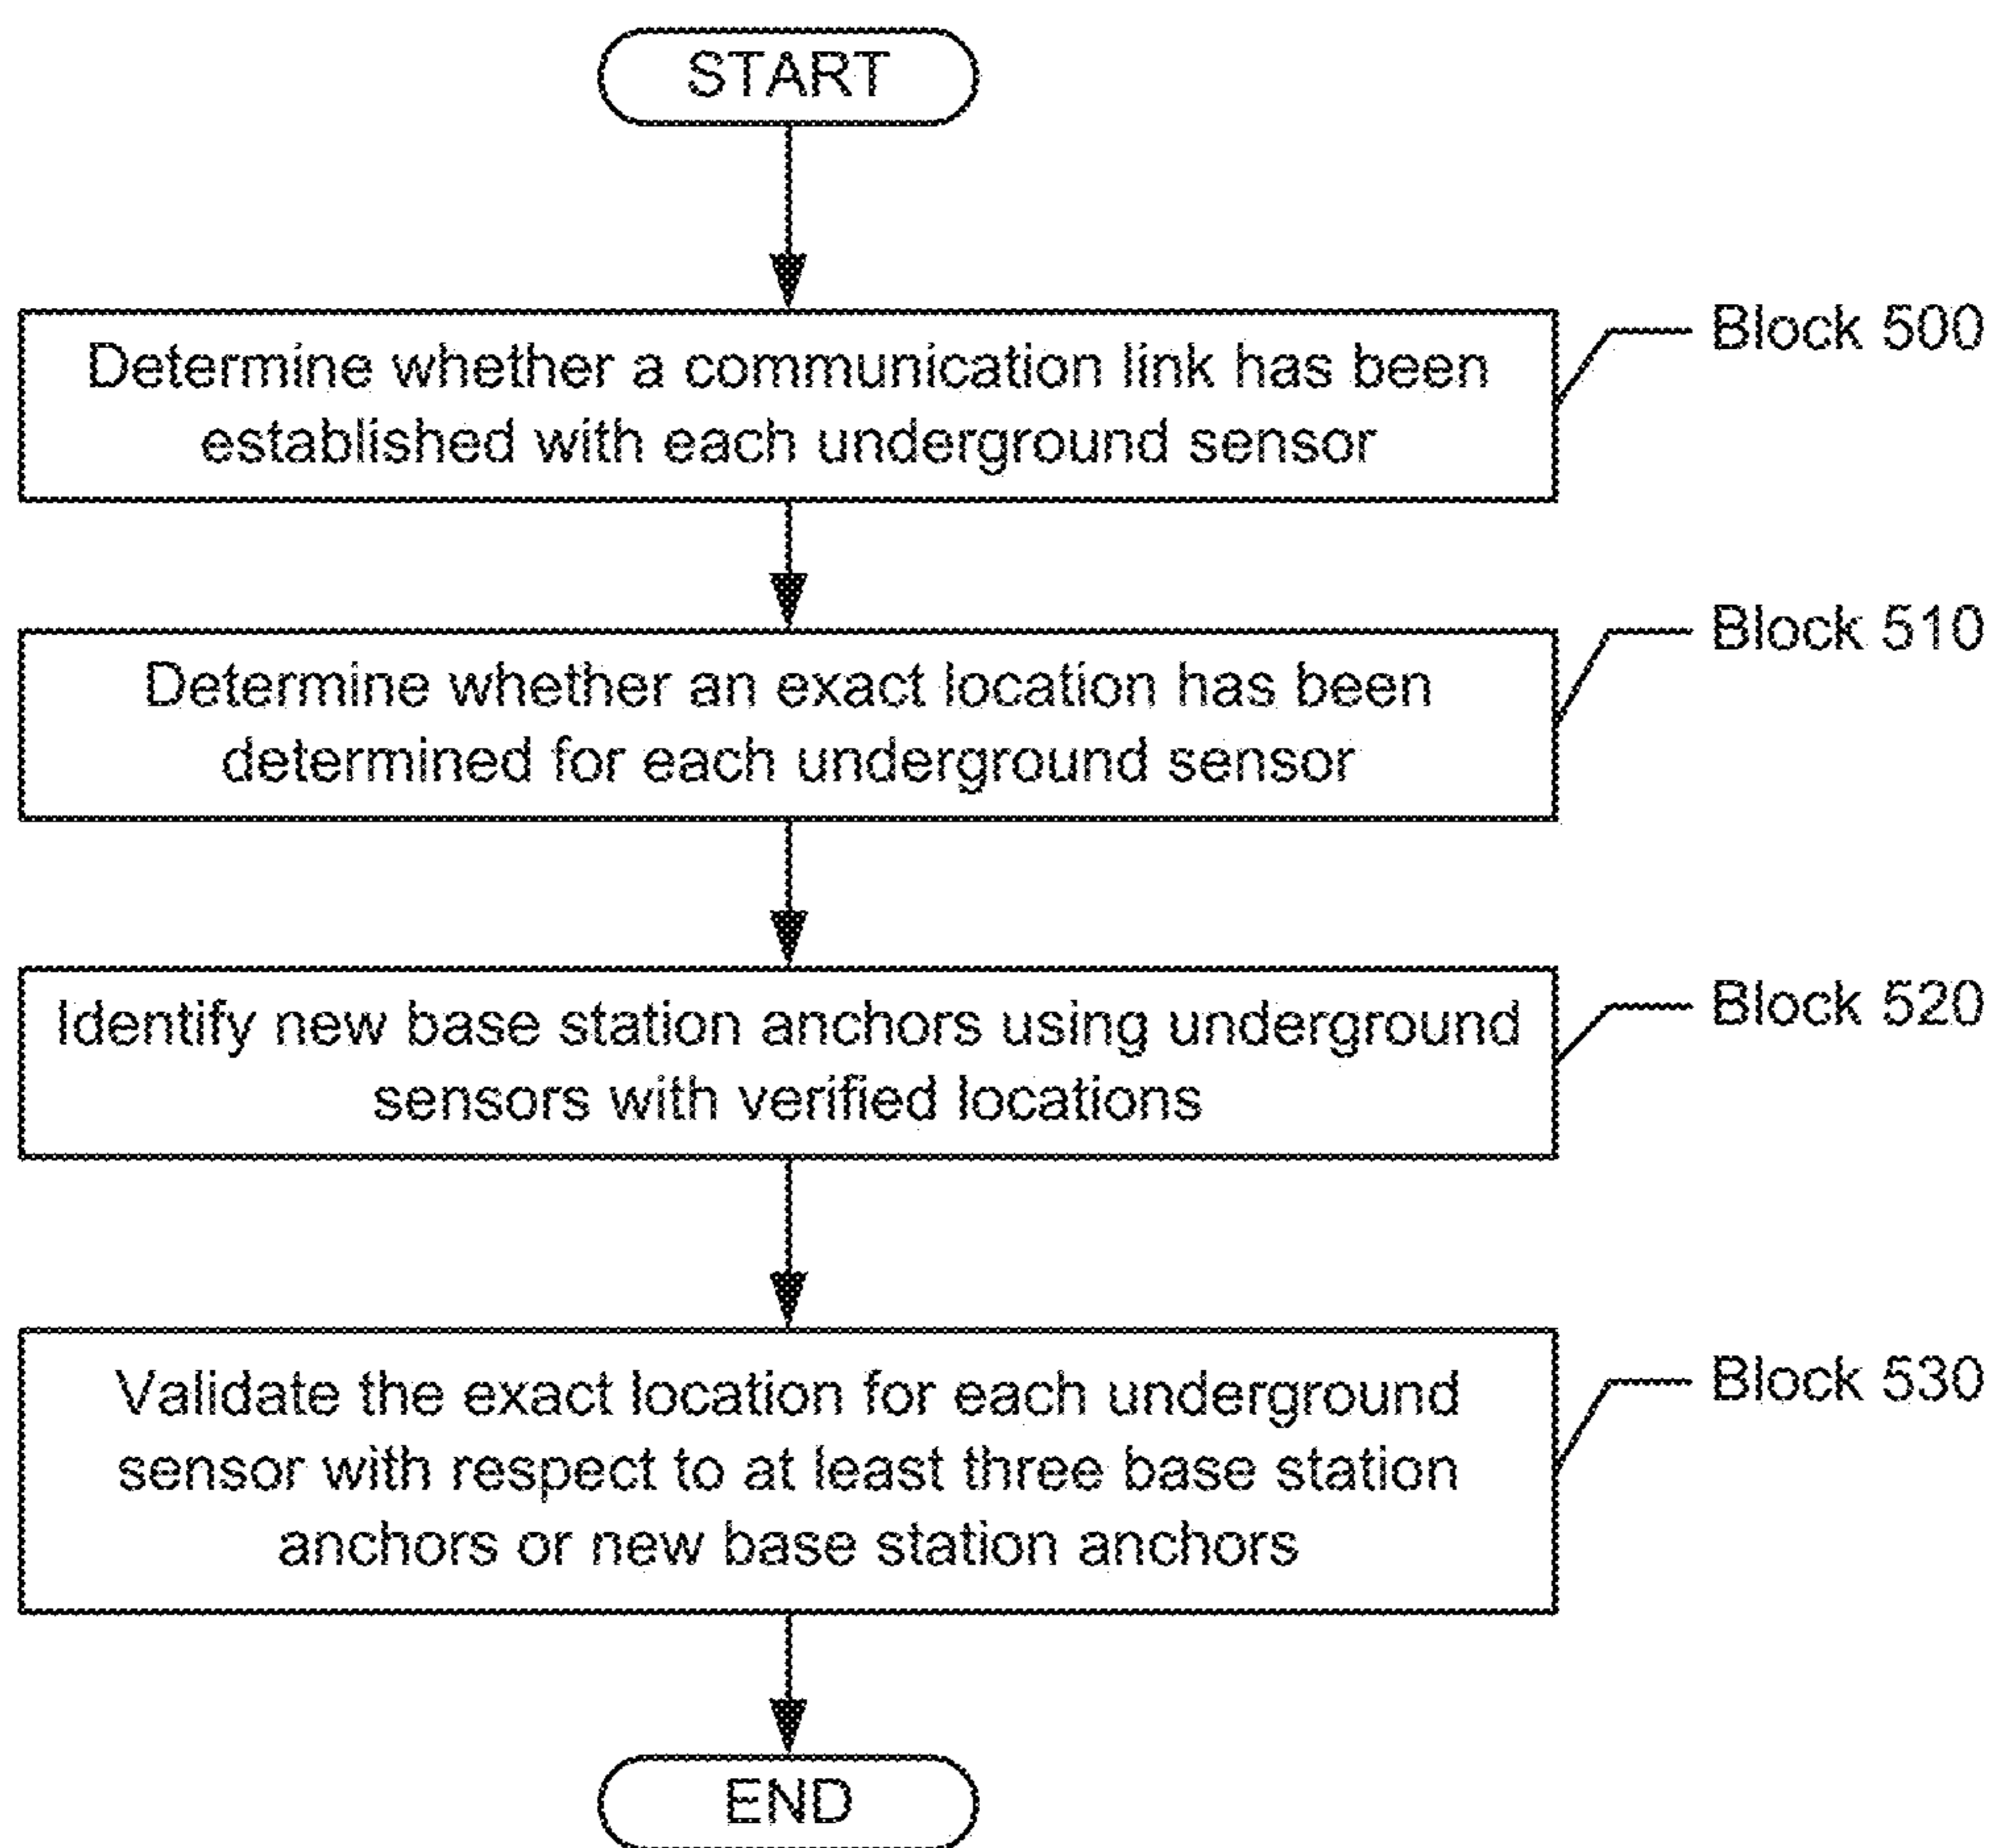 START
Determine whether a communication link has been
established with each underground sensor
Block 500
Determine whether an exact location has been
determined for each underground sensor
Block 510
Identify new base station anchors using underground
sensors with verified locations
Block 520
Validate the exact location for each underground
sensor with respect to at least three base station
anchors or new base station anchors
Block 530
END